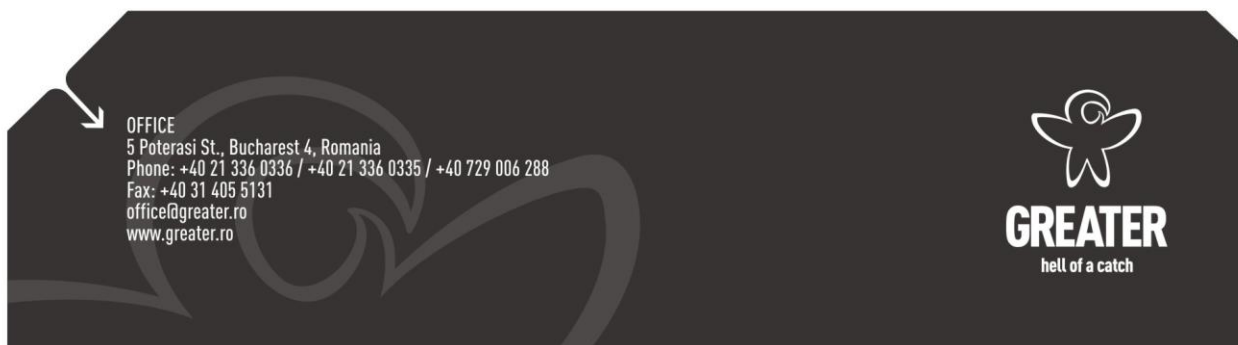 OFFICE
5 Poterasi St., Bucharest 4, Romania
Phone: +40 21 336 0336 / +40 21 336 0335 / +40 729 006 288
Fax: +40 31 405 5131
office@greater.ro
www.greater.ro
GREATER
hell of a catch